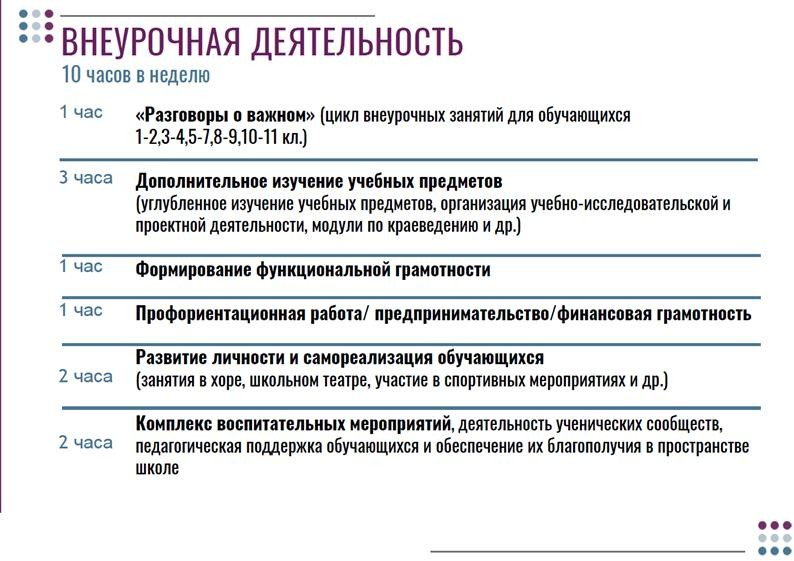 ВНЕУРОЧНАЯ ДЕЯТЕЛЬНОСТЬ
10 часов в неделю
1 час
«Разговоры о важном» (цикл внеурочных занятий для обучающихся
1-2,3-4,5-7,8-9,10-11 кл.)
3 часа
Дополнительное изучение учебных предметов
(углубленное изучение учебных предметов, организация учебно-исследовательской и
проектной деятельности, модули по краеведению и др.)
1 час
Формирование функциональной грамотности
1 час
Профориентационная работа/ предпринимательство/финансовая грамотность
2 часа
Развитие личности и самореализация обучающихся
(занятия в хоре, школьном театре, участие в спортивных мероприятиях и др.)
2 часа
Комплекс воспитательных мероприятий, деятельность ученических сообществ,
педагогическая поддержка обучающихся и обеспечение их благополучия в пространстве
школе